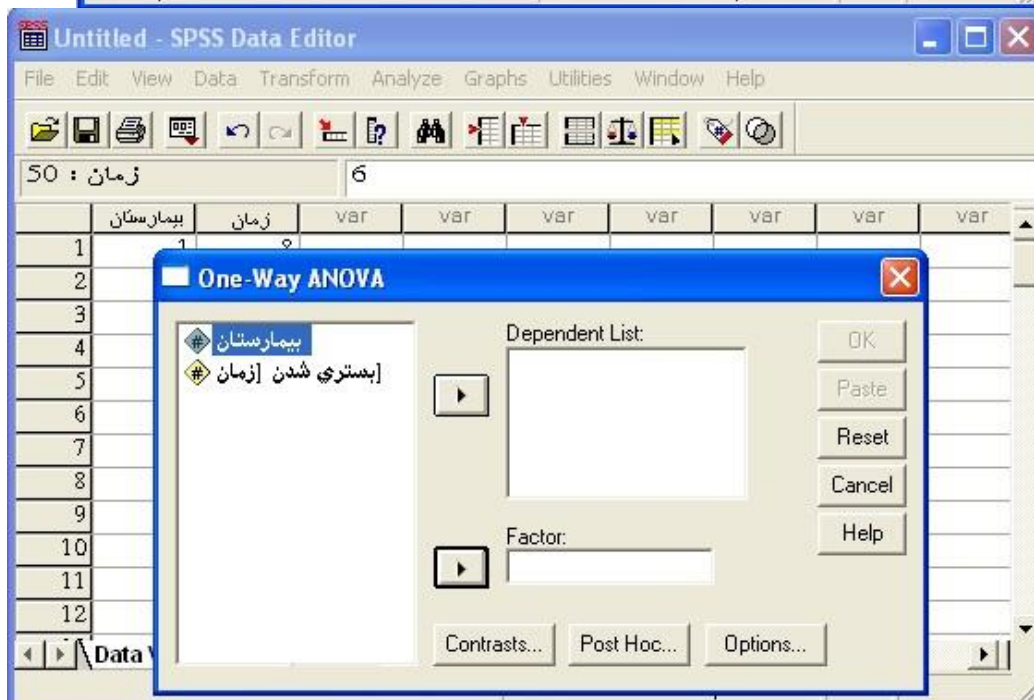 Untitled - SPSS Data Editor
File Edit View Data Transform Analyze Graphs Utilities Window Help
50 : زمان 6
بیمارستان زمان var var var var var var var
1 1 8
2
3
4
5
6
7
8
9
10
11
12
One-Way ANOVA
بیمارستان
[بستري شدن [زمان
Dependent List:
Factor:
OK
Paste
Reset
Cancel
Help
Contrasts... Post Hoc... Options...
Data V